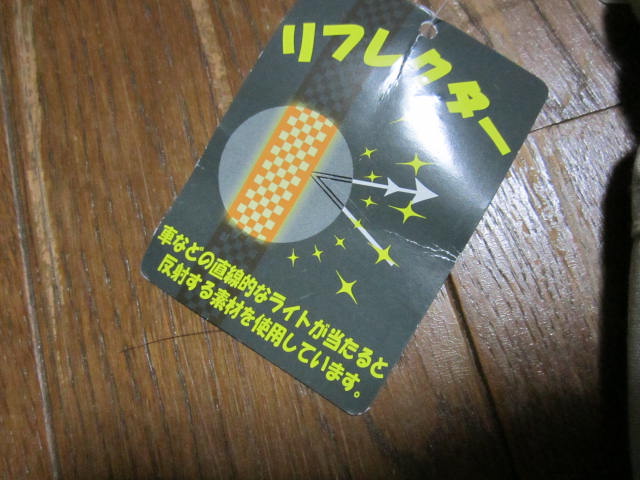 リフレクター
車などの直線的なライトが当たると
反射する素材を使用しています。